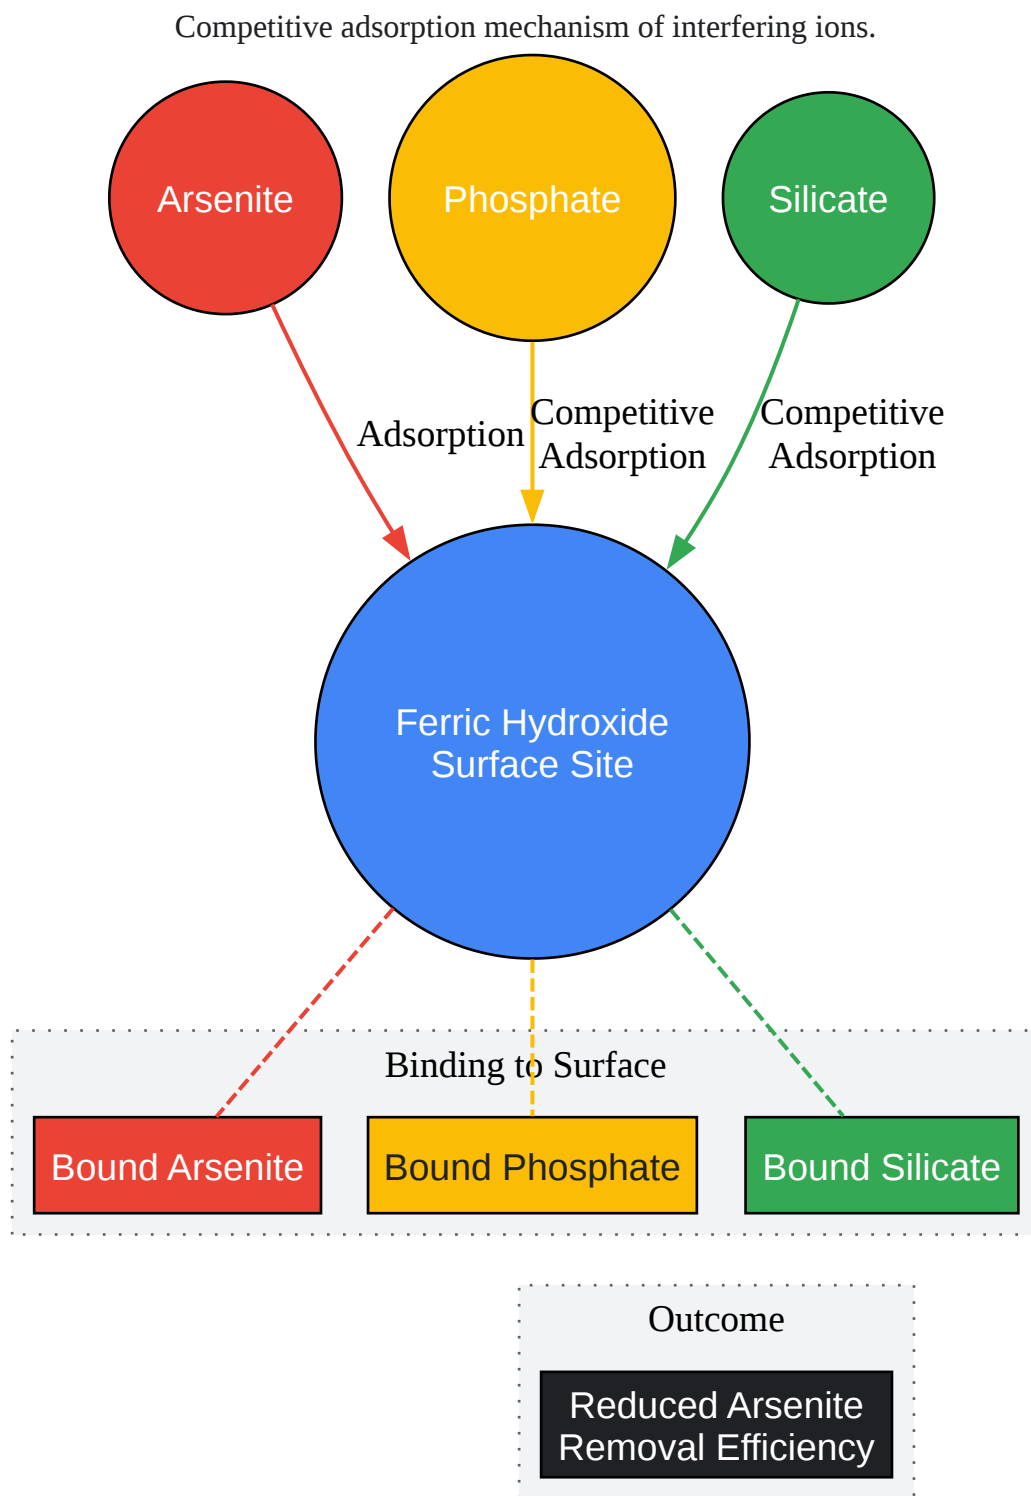 Competitive adsorption mechanism of interfering ions.
Arsenite
Phosphate
Silicate
Adsorption
Competitive
Adsorption
Competitive
Adsorption
Ferric Hydroxide
Surface Site
Binding to Surface
Bound Arsenite
Bound Phosphate
Bound Silicate
Outcome
Reduced Arsenite
Removal Efficiency